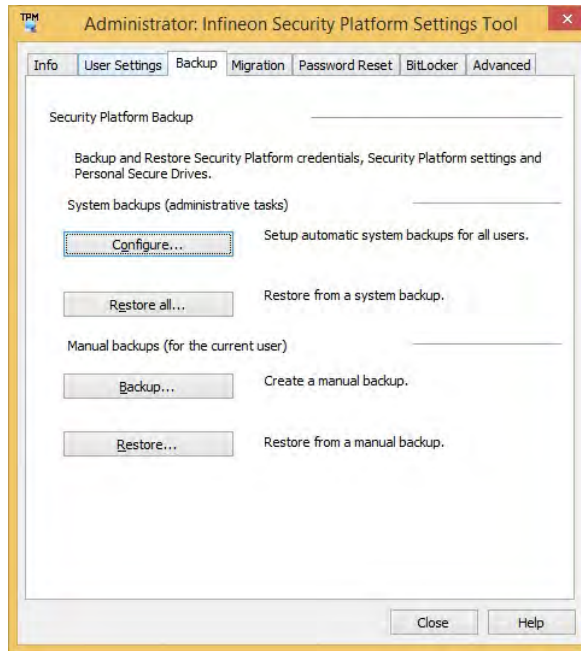 TPM
Administrator: Infineon Security Platform Settings Tool
Info User Settings Backup Migration Password Reset BitLocker Advanced
Security Platform Backup
Backup and Restore Security Platform credentials, Security Platform settings and
Personal Secure Drives.
System backups (administrative tasks)
Configure... Setup automatic system backups for all users.
Restore all... Restore from a system backup.
Manual backups (for the current user)
Backup... Create a manual backup.
Restore... Restore from a manual backup.
Close Help